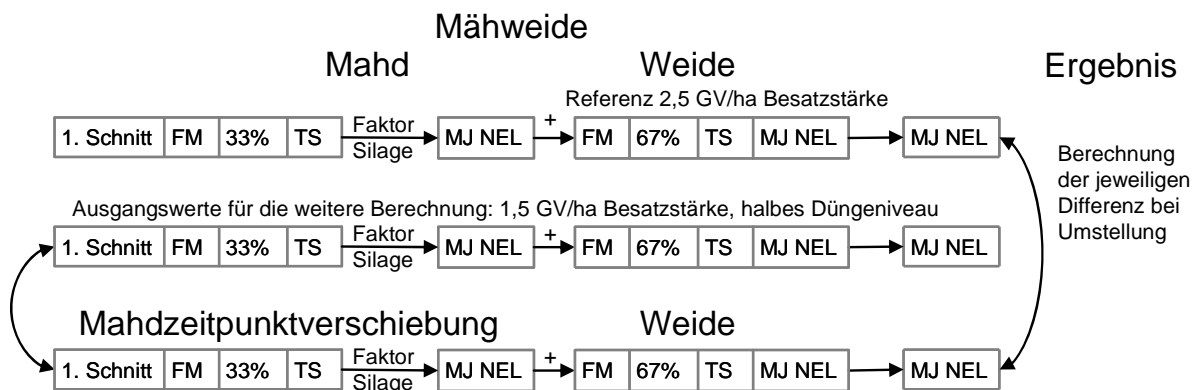 Mähweide
Mahd Weide Ergebnis
Referenz 2,5 GV/ha Besatzstärke
1. Schnitt FM 33% TS Faktor Silage MJ NEL + FM 67% TS MJ NEL MJ NEL
Berechnung
der jeweiligen
Differenz bei
Umstellung
Ausgangswerte für die weitere Berechnung: 1,5 GV/ha Besatzstärke, halbes Düngeniveau
1. Schnitt FM 33% TS Faktor Silage MJ NEL + FM 67% TS MJ NEL MJ NEL
Mahdzeitpunktverschiebung Weide
1. Schnitt FM 33% TS Faktor Silage MJ NEL + FM 67% TS MJ NEL MJ NEL